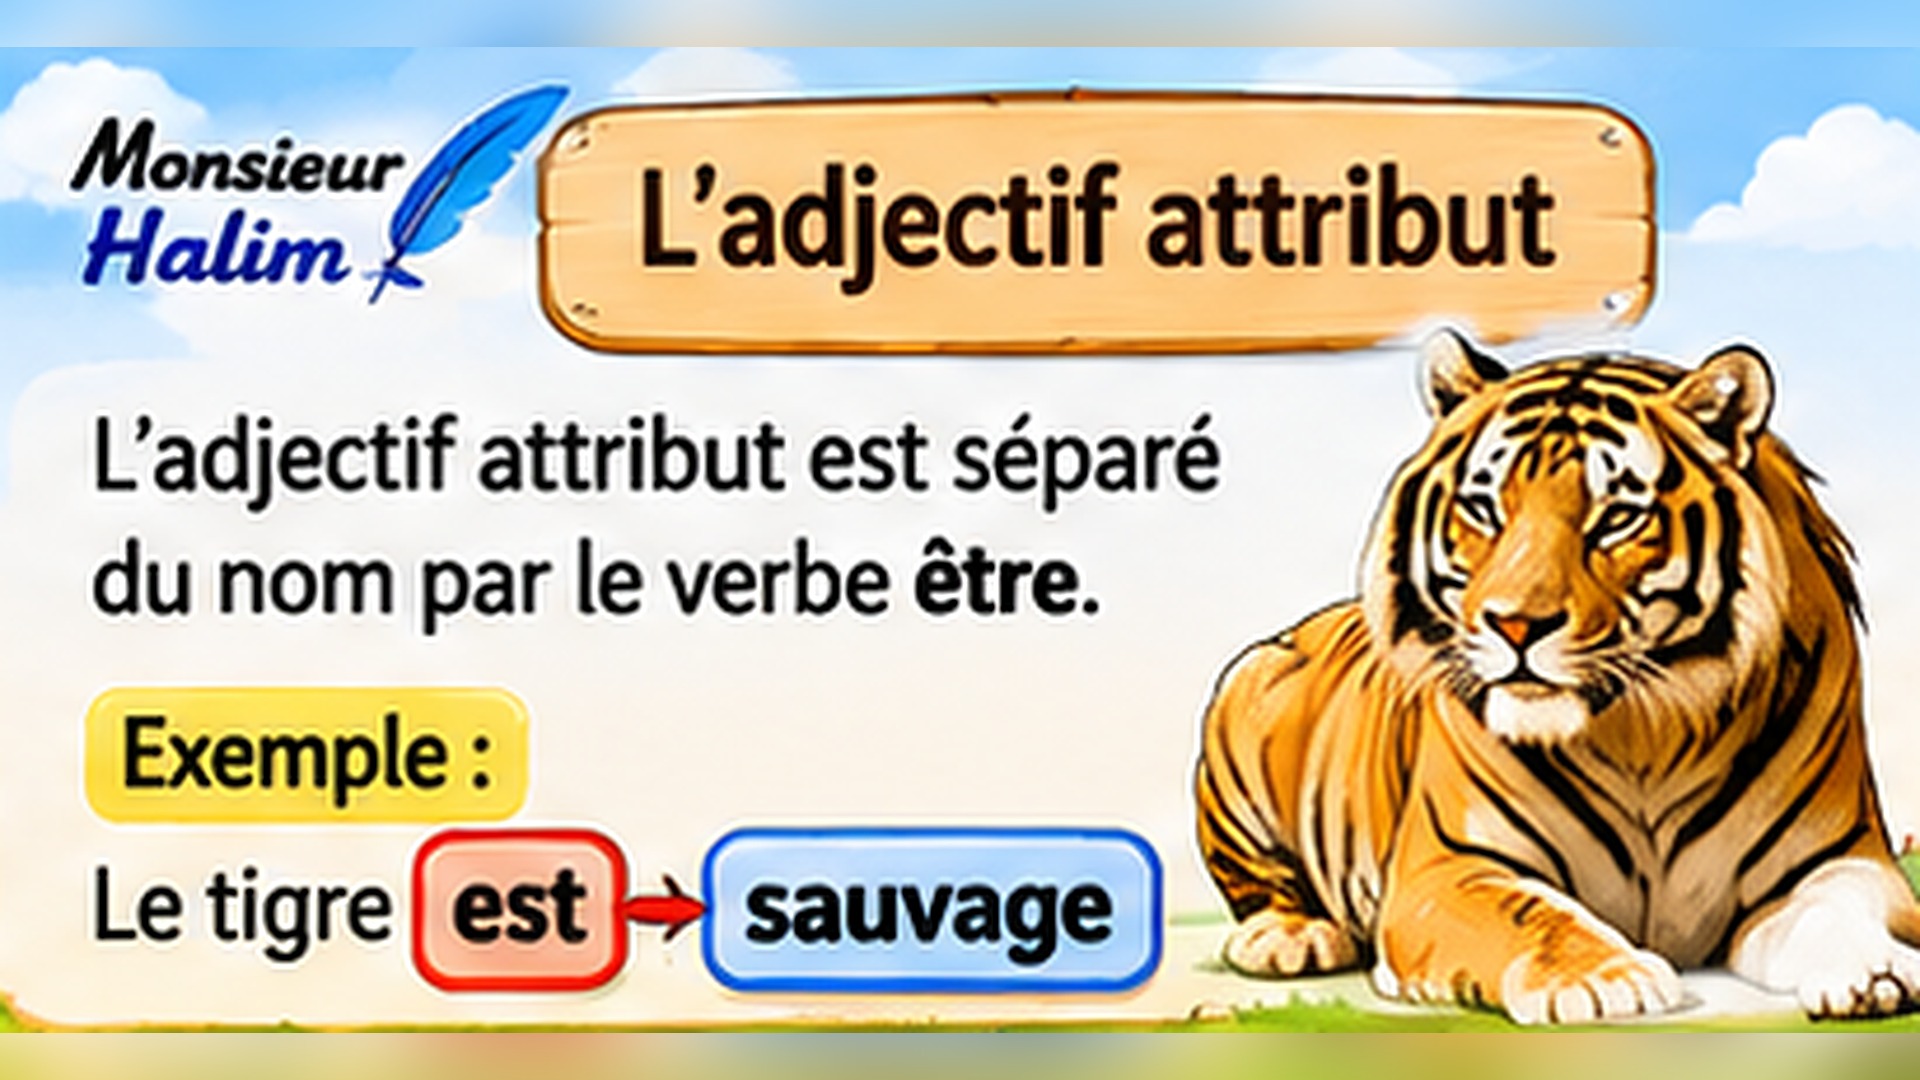 Monsieur
Halim
L’adjectif attribut
L’adjectif attribut est séparé
du nom par le verbe être.
Exemple :
Le tigre est sauvage